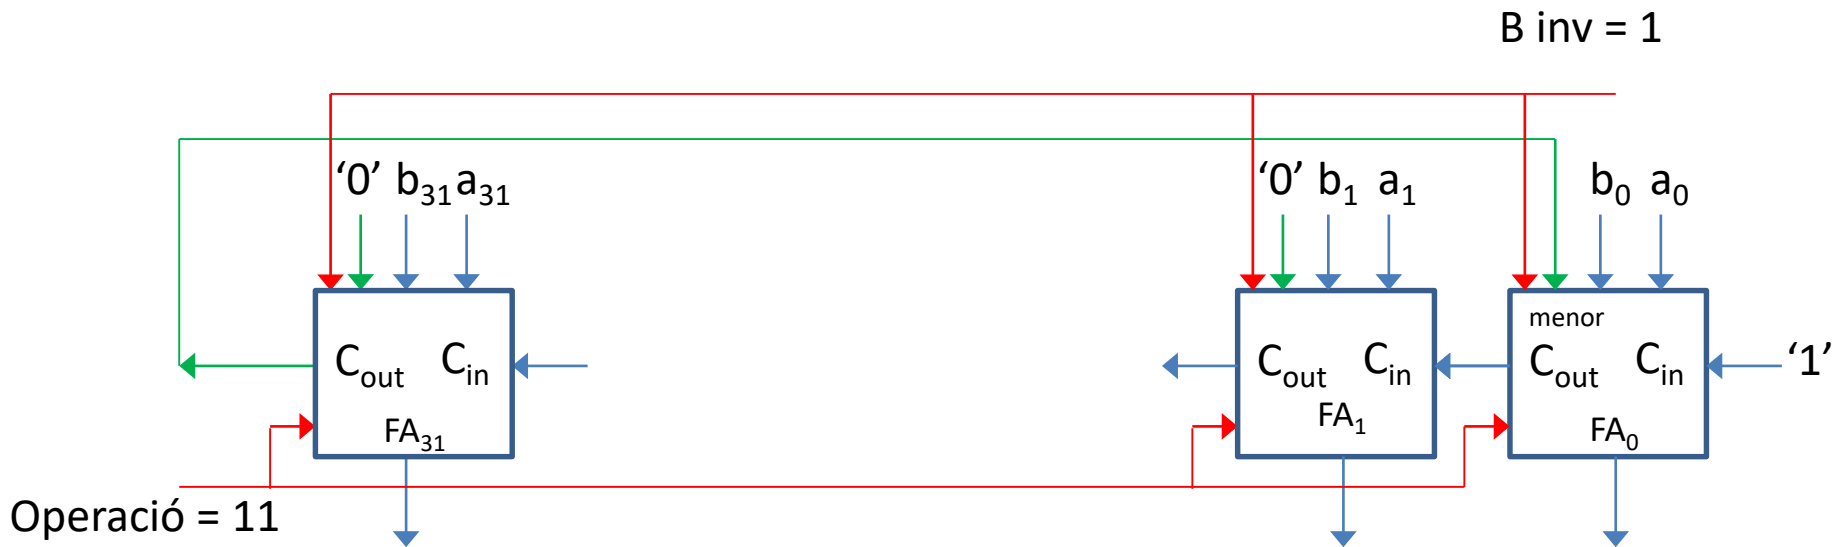 B inv = 1
‘0’ b31 a31
‘0’ b1 a1
b0 a0
menor
Cout Cin
Cout Cin
Cout Cin
‘1’
FA31
FA1
FA0
Operació = 11